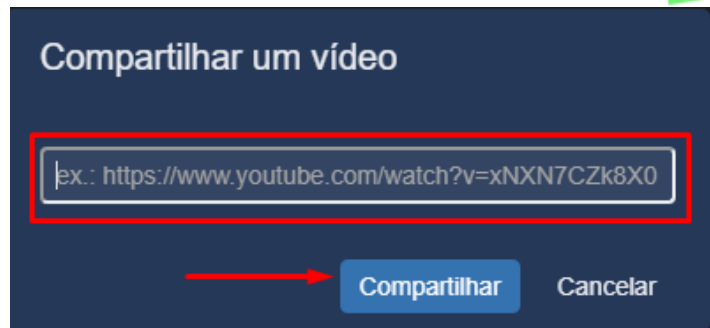 Compartilhar um vídeo
ex.: https://www.youtube.com/watch?v=xNXN7CZk8X0
Compartilhar Cancelar